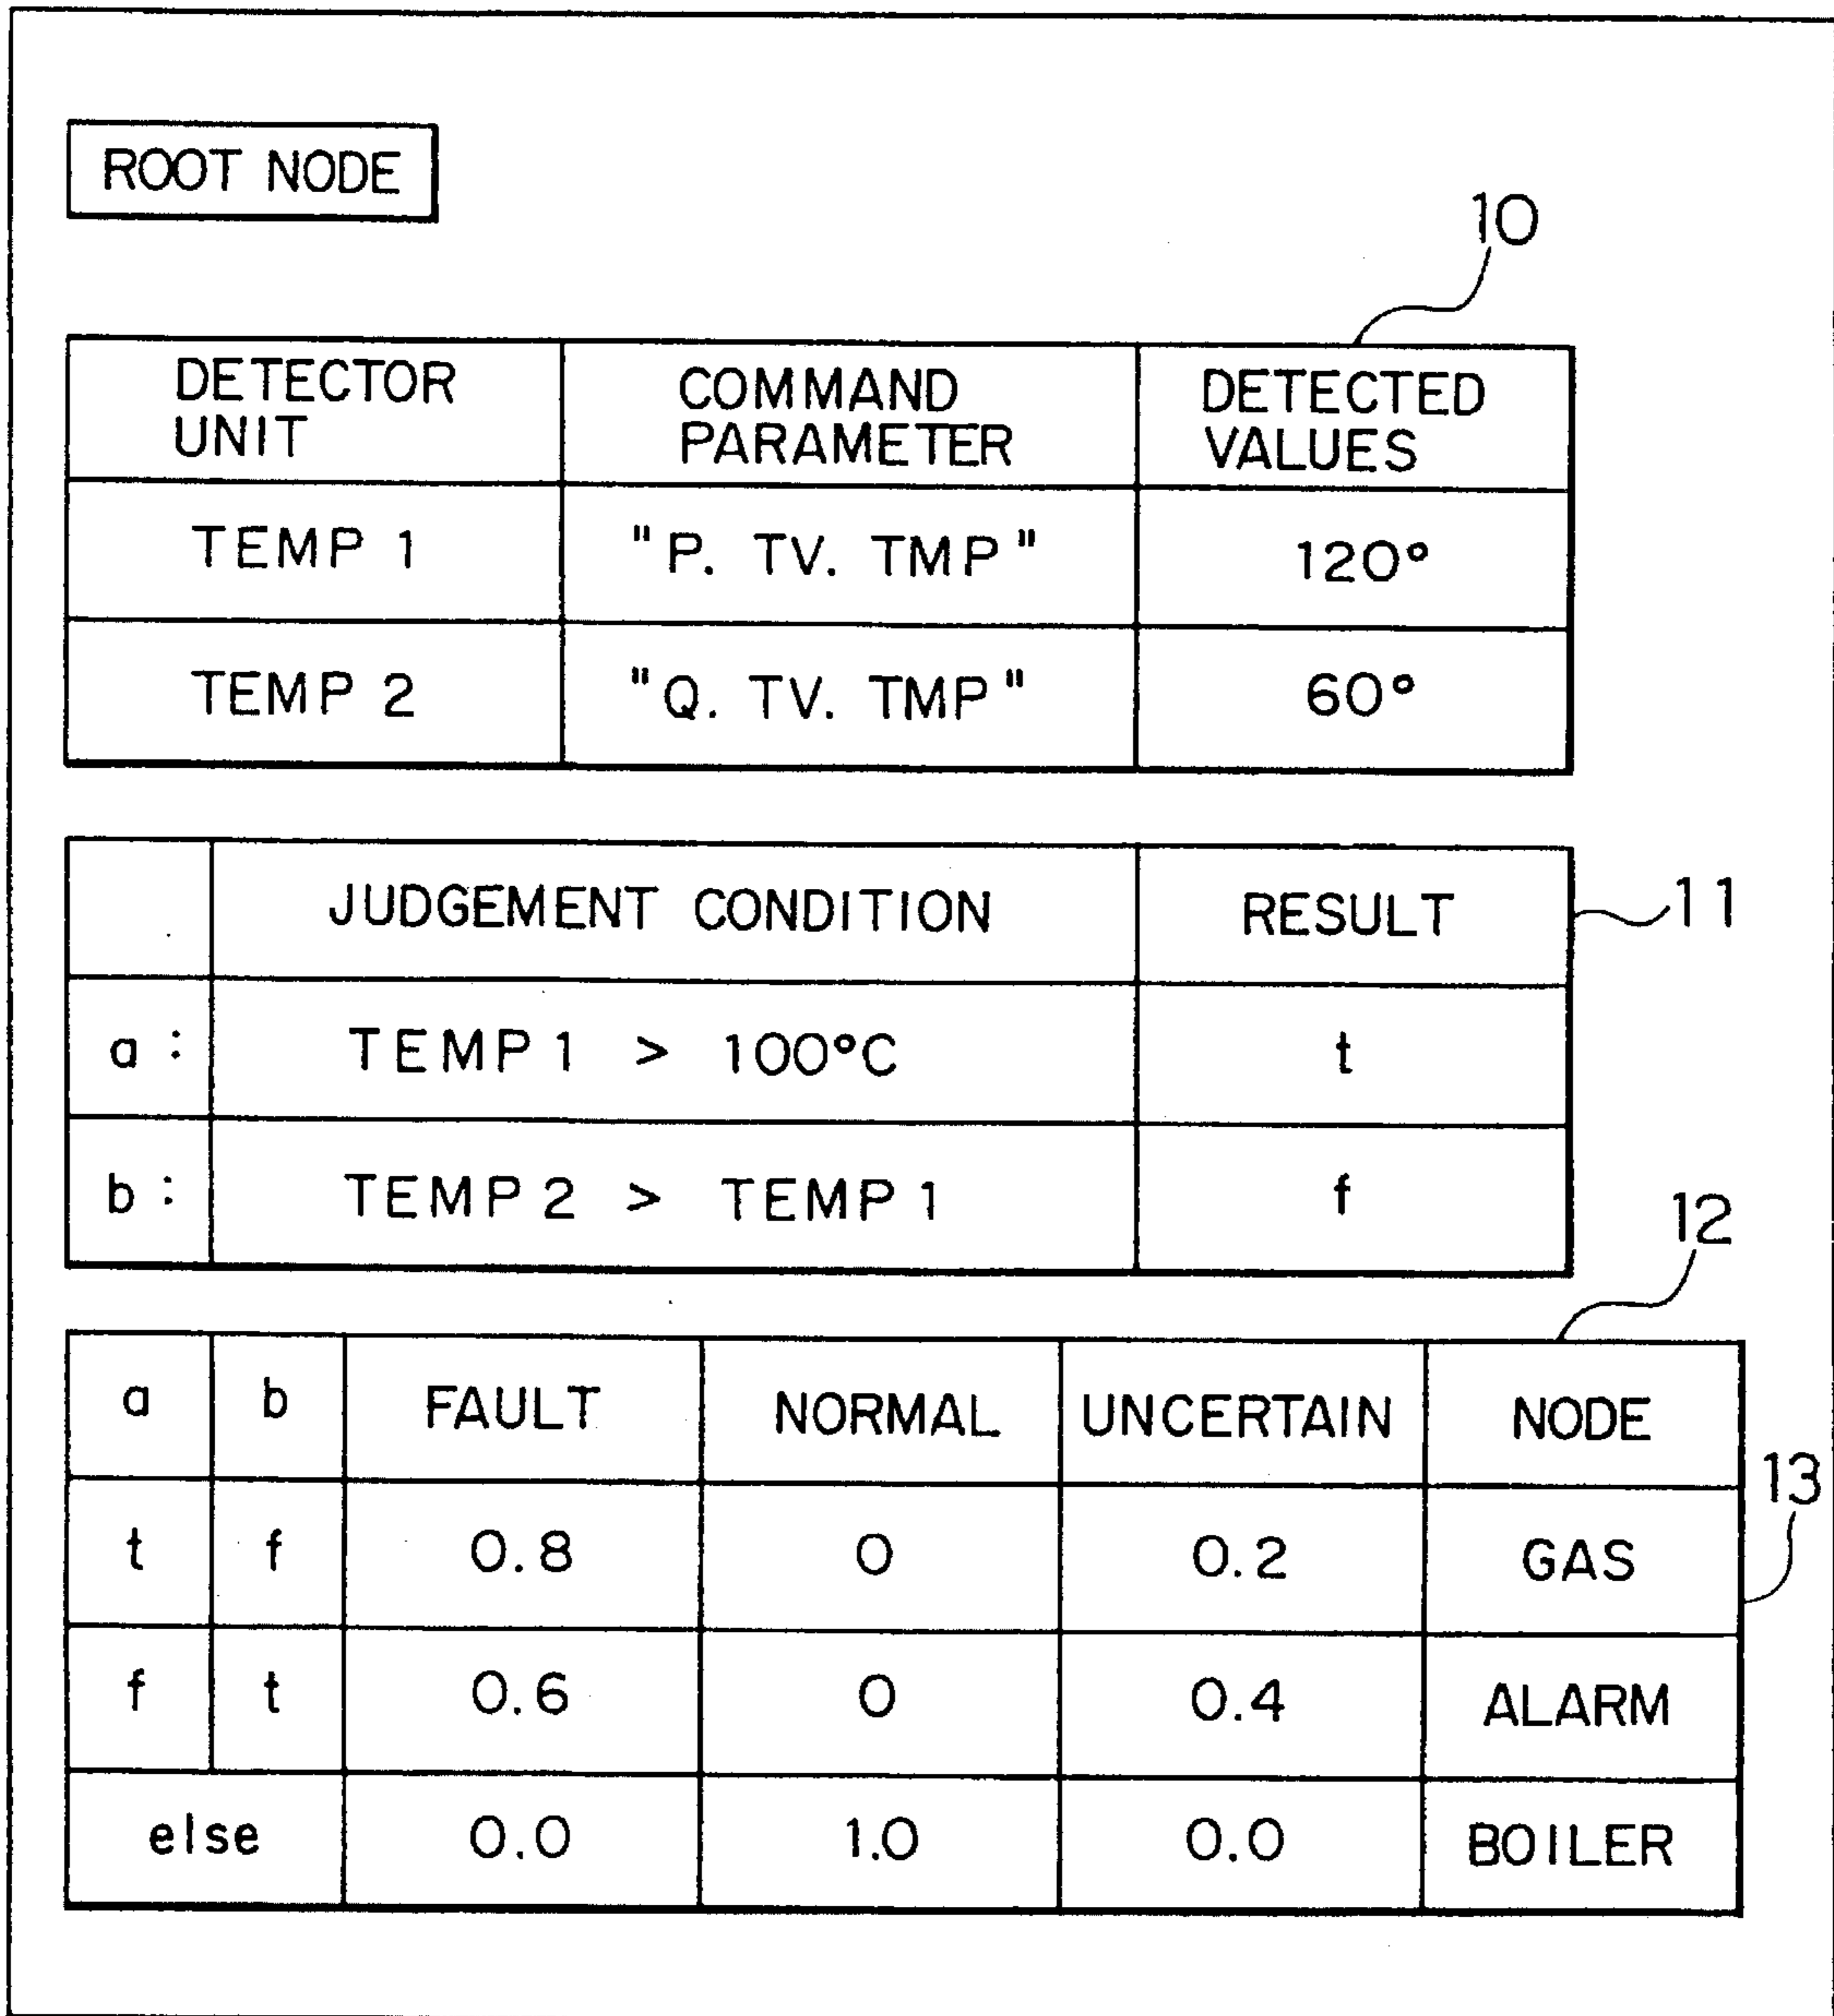 ROOT NODE
10
DETECTOR UNIT COMMAND PARAMETER DETECTED VALUES
TEMP 1 "P. TV. TMP" 120°
TEMP 2 "Q. TV. TMP" 60°
JUDGEMENT CONDITION RESULT 11
a : TEMP 1 > 100°C t
b : TEMP 2 > TEMP 1 f
12
a b FAULT NORMAL UNCERTAIN NODE
13
t f 0.8 0 0.2 GAS
f t 0.6 0 0.4 ALARM
else 0.0 1.0 0.0 BOILER